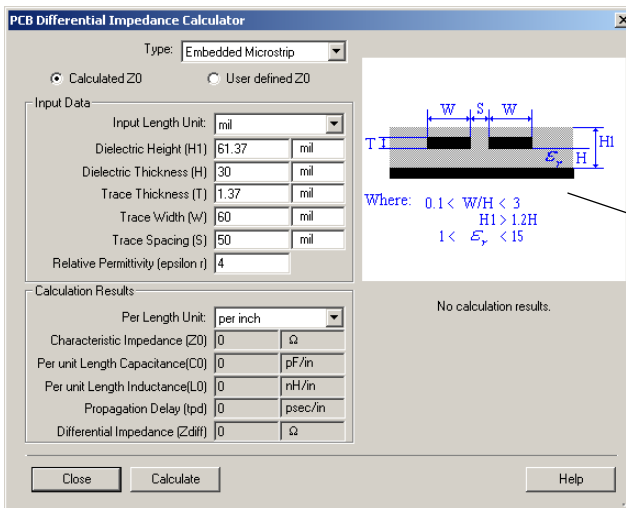 PCB Differential Impedance Calculator
Type: Embedded Microstrip
Calculated Z0 User defined Z0
Input Data
Input Length Unit: mil
Dielectric Height (H1) 61.37 mil
Dielectric Thickness (H) 30 mil
Trace Thickness (T) 1.37 mil
Trace Width (W) 60 mil
Trace Spacing (S) 50 mil
Relative Permittivity (epsilon r) 4
W S W
T H1
εr H
Where: 0.1 < W/H < 3
H1 > 1.2H
1 < εr < 15
Calculation Results
Per Length Unit: per inch
Characteristic Impedance (Z0) 0 Ω
Per unit Length Capacitance(C0) 0 pF/in
Per unit Length Inductance(L0) 0 nH/in
Propagation Delay (tpd) 0 psec/in
Differential Impedance (Zdiff) 0 Ω
No calculation results.
Close Calculate Help